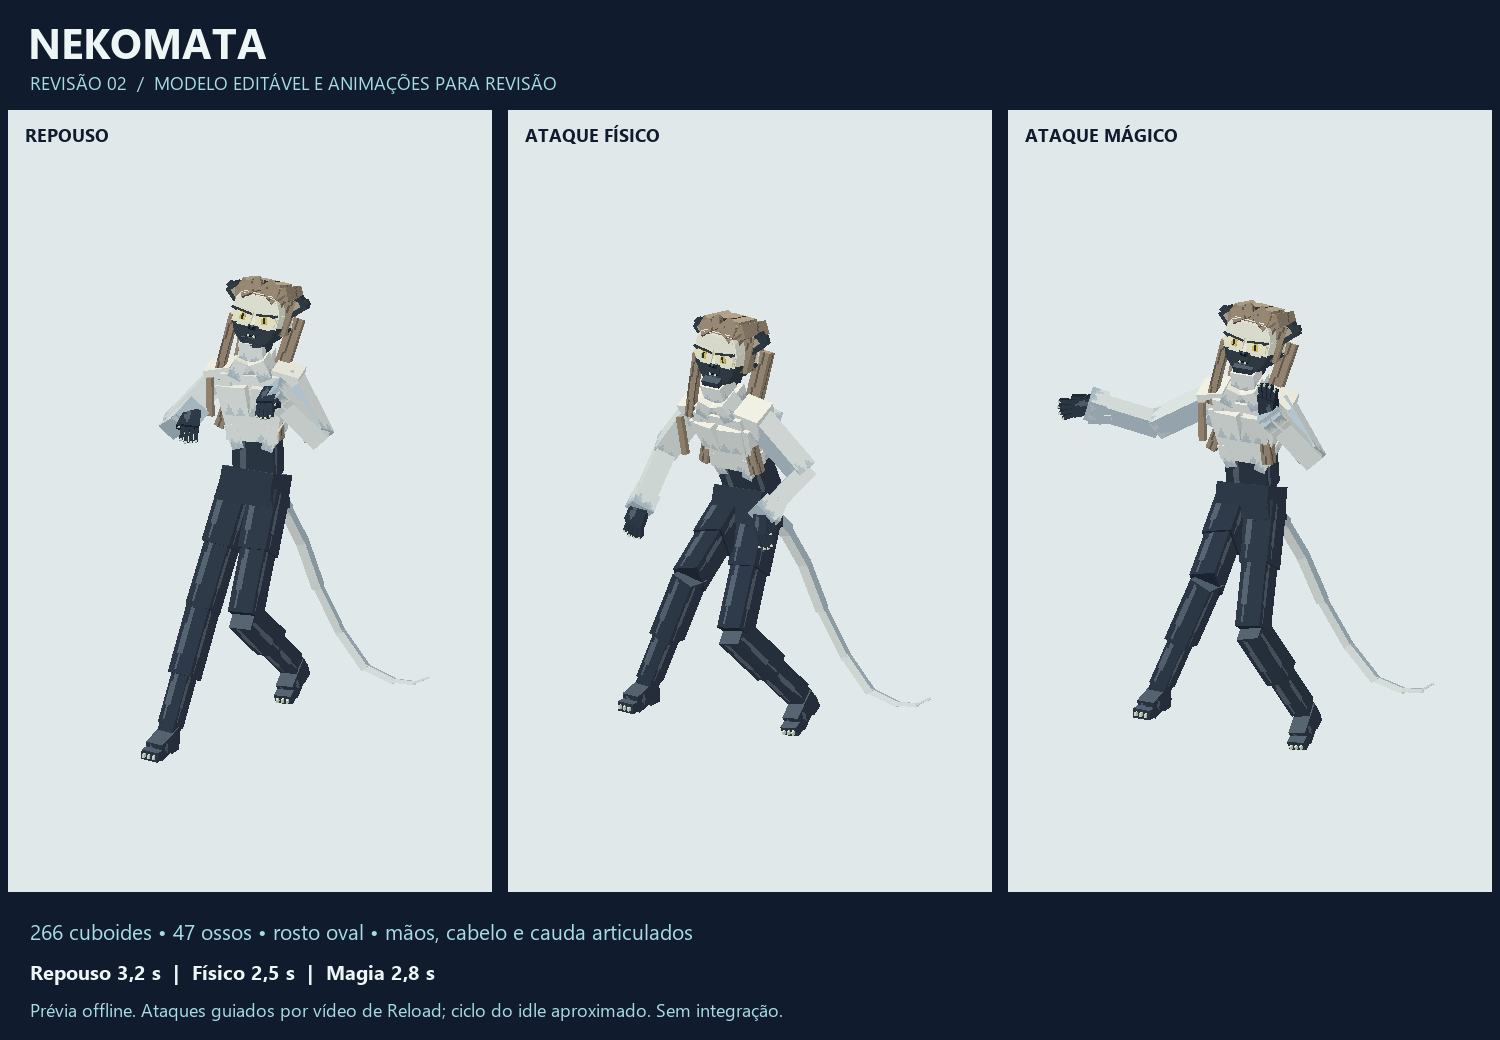 NEKOMATA
REVISÃO 02 / MODELO EDITÁVEL E ANIMAÇÕES PARA REVISÃO
REPOUSO
ATAQUE FÍSICO
ATAQUE MÁGICO
266 cuboides • 47 ossos • rosto oval • mãos, cabelo e cauda articulados
Repouso 3,2 s | Físico 2,5 s | Magia 2,8 s
Prévia offline. Ataques guiados por vídeo de Reload; ciclo do idle aproximado. Sem integração.